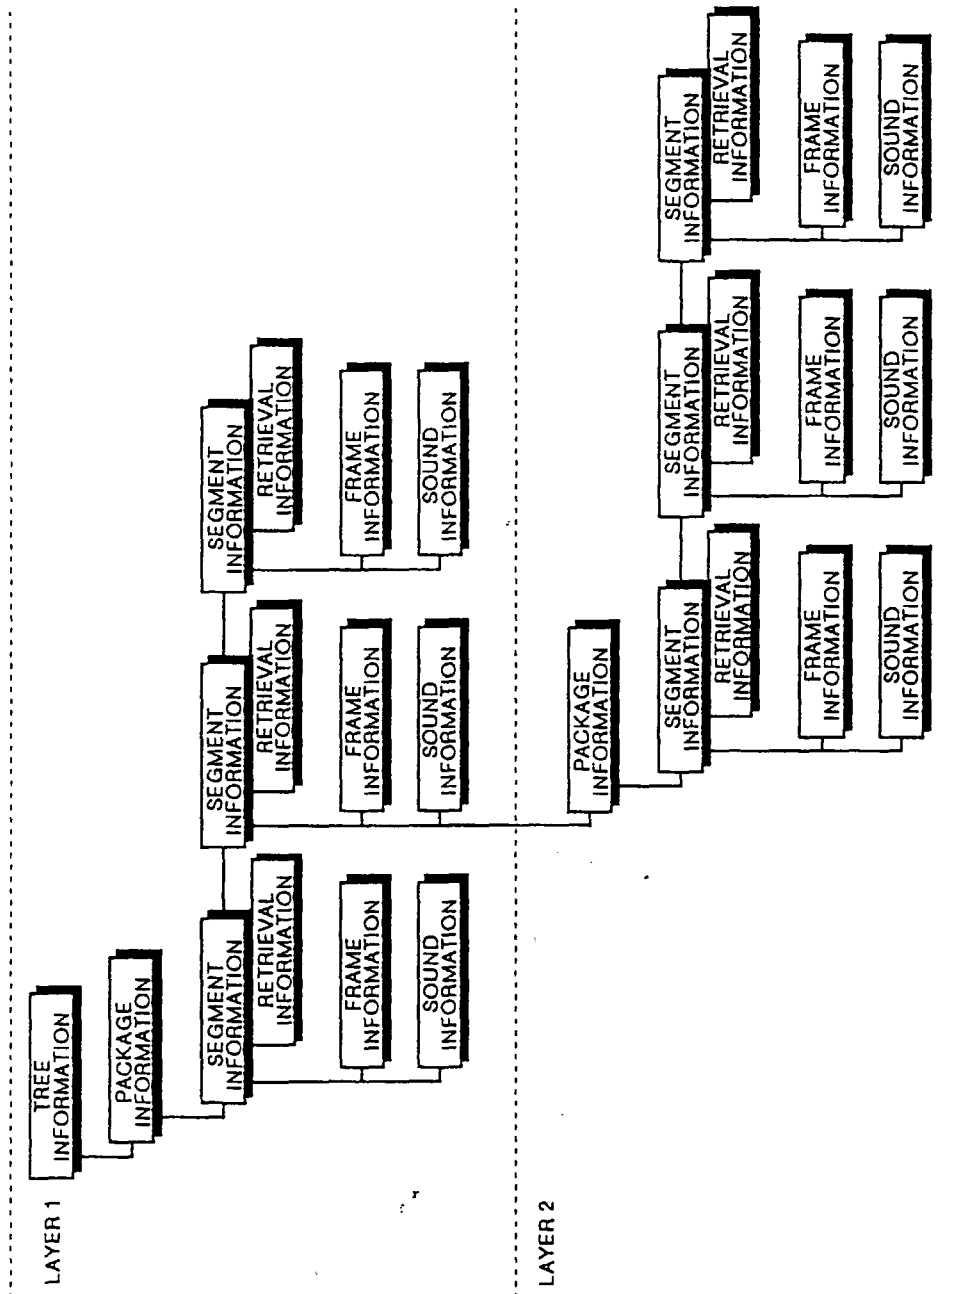 LAYER 1
TREE
INFORMATION
PACKAGE
INFORMATION
SEGMENT
INFORMATION
RETRIEVAL
INFORMATION
FRAME
INFORMATION
SOUND
INFORMATION
SEGMENT
INFORMATION
RETRIEVAL
INFORMATION
FRAME
INFORMATION
SOUND
INFORMATION
SEGMENT
INFORMATION
RETRIEVAL
INFORMATION
FRAME
INFORMATION
SOUND
INFORMATION
LAYER 2
PACKAGE
INFORMATION
SEGMENT
INFORMATION
RETRIEVAL
INFORMATION
FRAME
INFORMATION
SOUND
INFORMATION
SEGMENT
INFORMATION
RETRIEVAL
INFORMATION
FRAME
INFORMATION
SOUND
INFORMATION
SEGMENT
INFORMATION
RETRIEVAL
INFORMATION
FRAME
INFORMATION
SOUND
INFORMATION